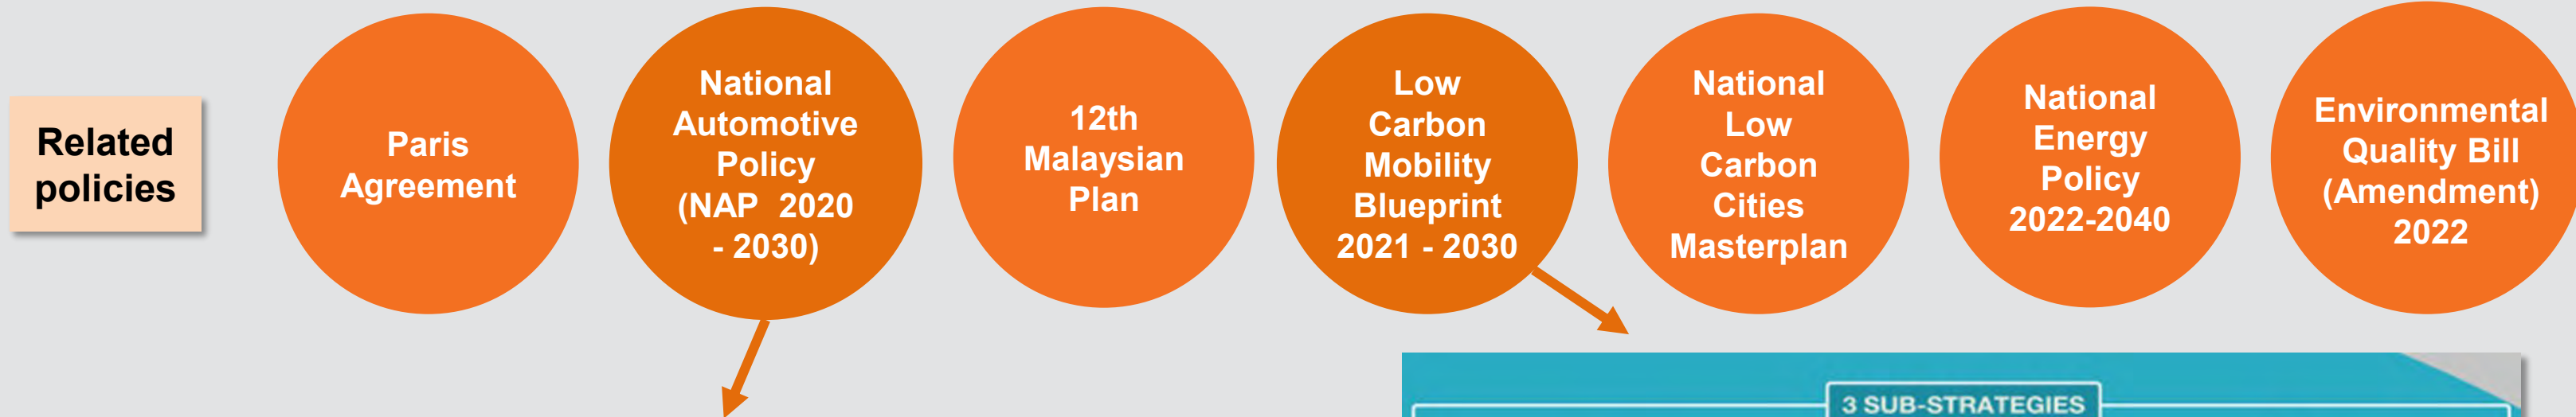 Related
policies
Paris
Agreement
National
Automotive
Policy
(NAP 2020
- 2030)
12th
Malaysian
Plan
Low
Carbon
Mobility
Blueprint
2021 - 2030
National
Low
Carbon
Cities
Masterplan
National
Energy
Policy
2022-2040
Environmental
Quality Bill
(Amendment)
2022
3 SUB-STRATEGIES